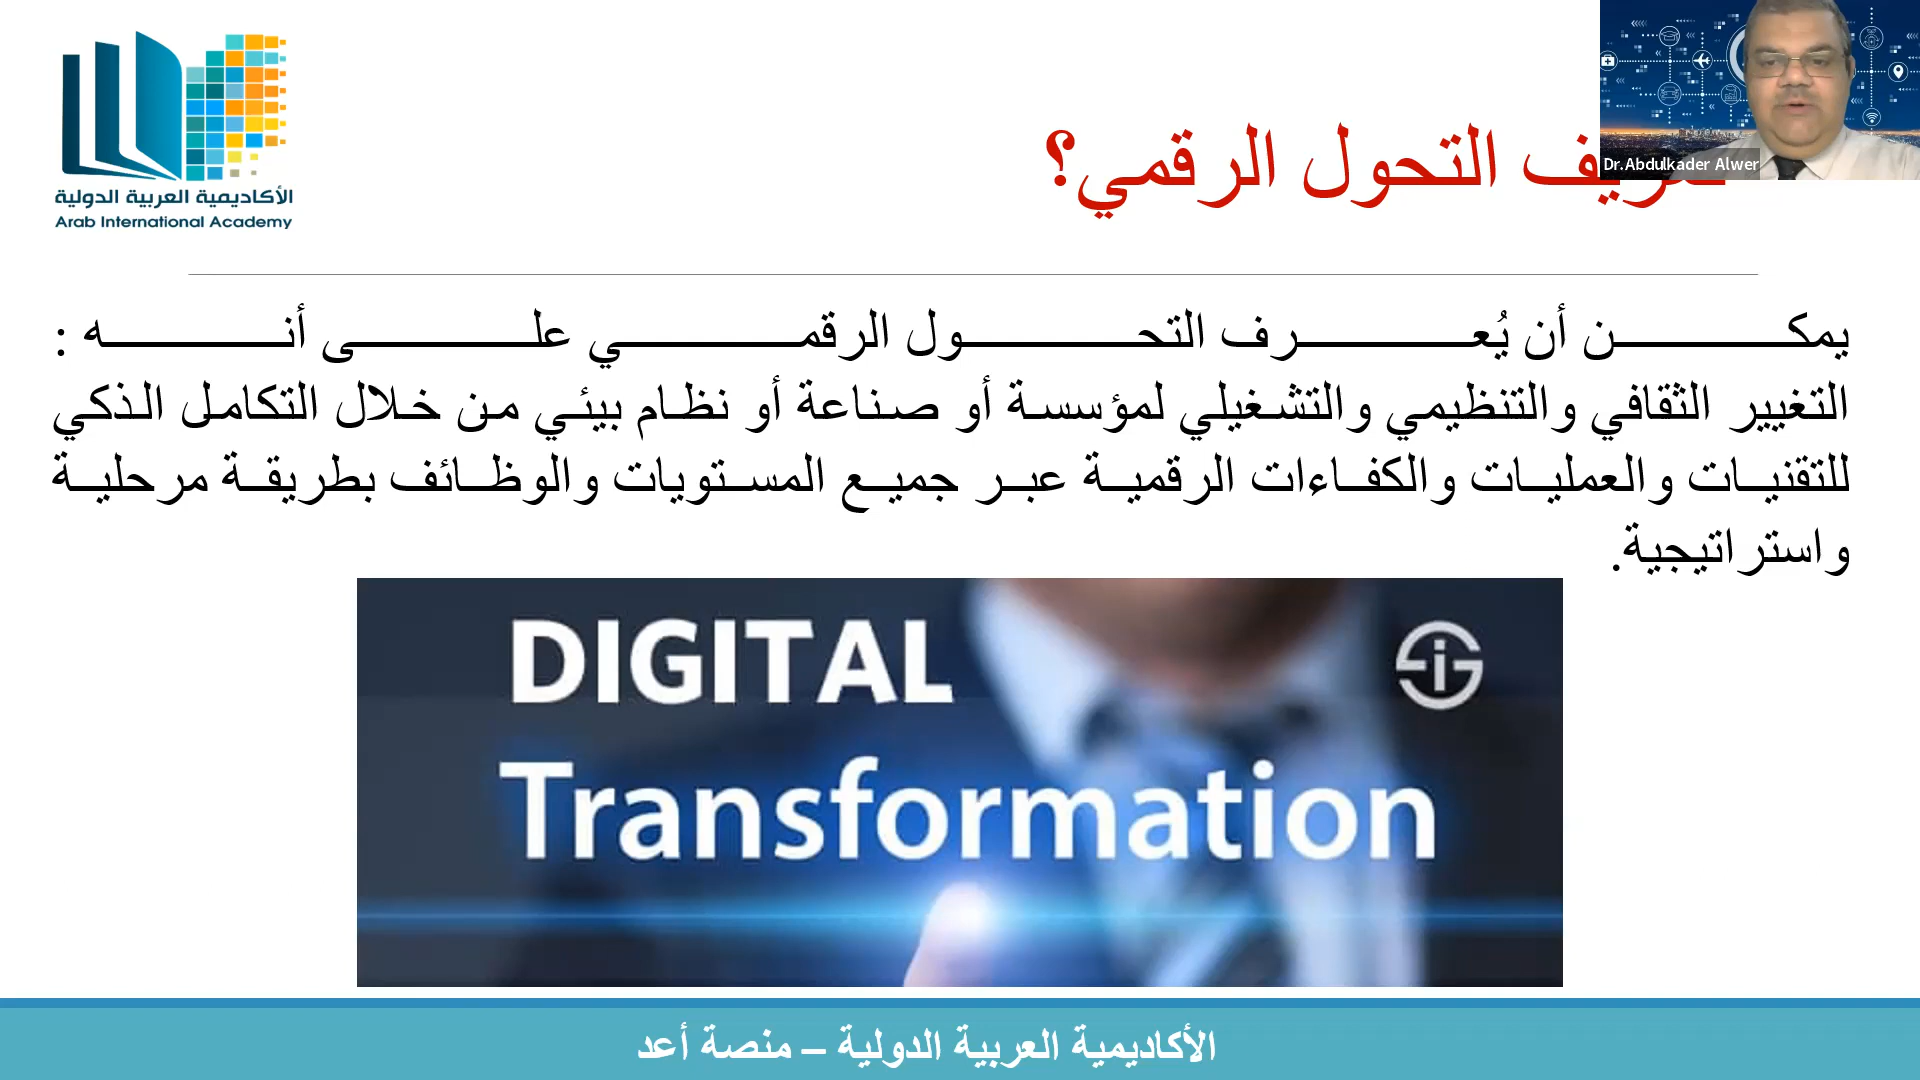 الأكاديمية العربية الدولية
Arab International Academy
Dr.Abdulkader Alwer
التحول الرقمي؟
يمكن أن يُعرف التحول الرقمي على أنه :
التغيير الثقافي والتنظيمي والتشغيلي لمؤسسة أو صناعة أو نظام بيئي من خلال التكامل الذكي
للتقنيات والعمليات والكفاءات الرقمية عبر جميع المستويات والوظائف بطريقة مرحلية
واستراتيجية.
DIGITAL
Transformation
الأكاديمية العربية الدولية – منصة أعد